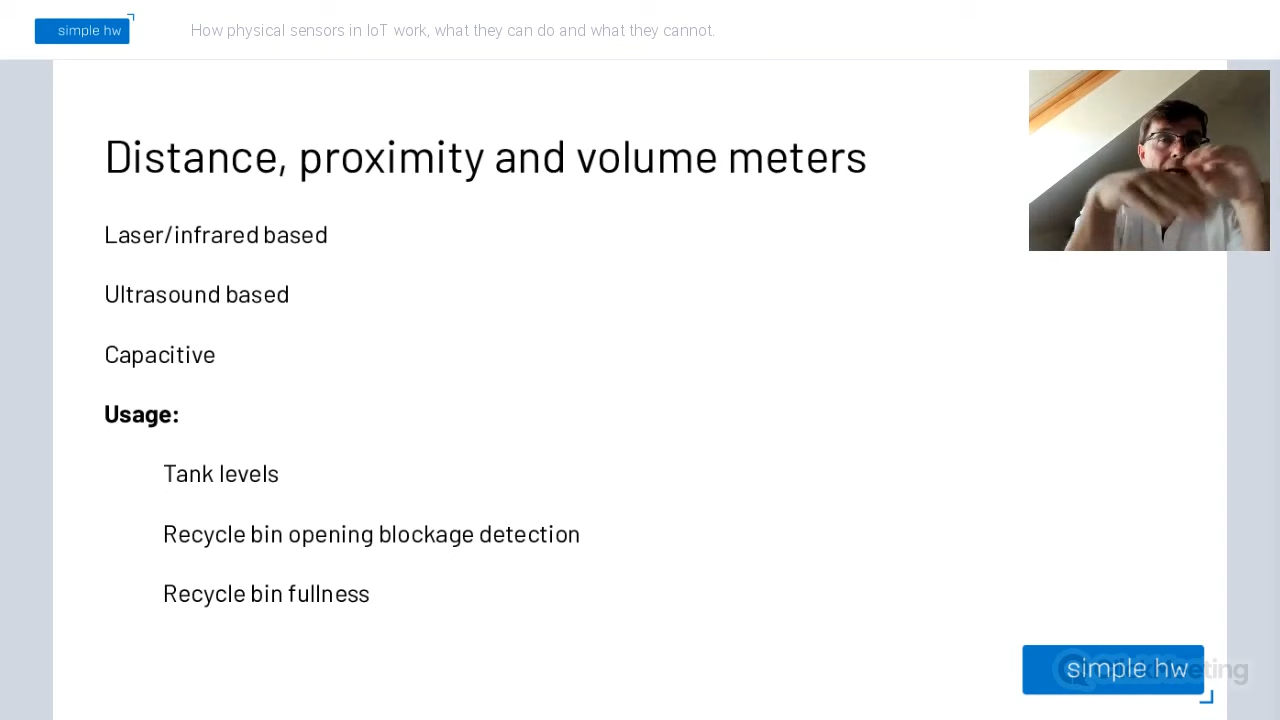 simple hw
How physical sensors in IoT work, what they can do and what they cannot.
Distance, proximity and volume meters
Laser/infrared based
Ultrasound based
Capacitive
Usage:
Tank levels
Recycle bin opening blockage detection
Recycle bin fullness
simple hw